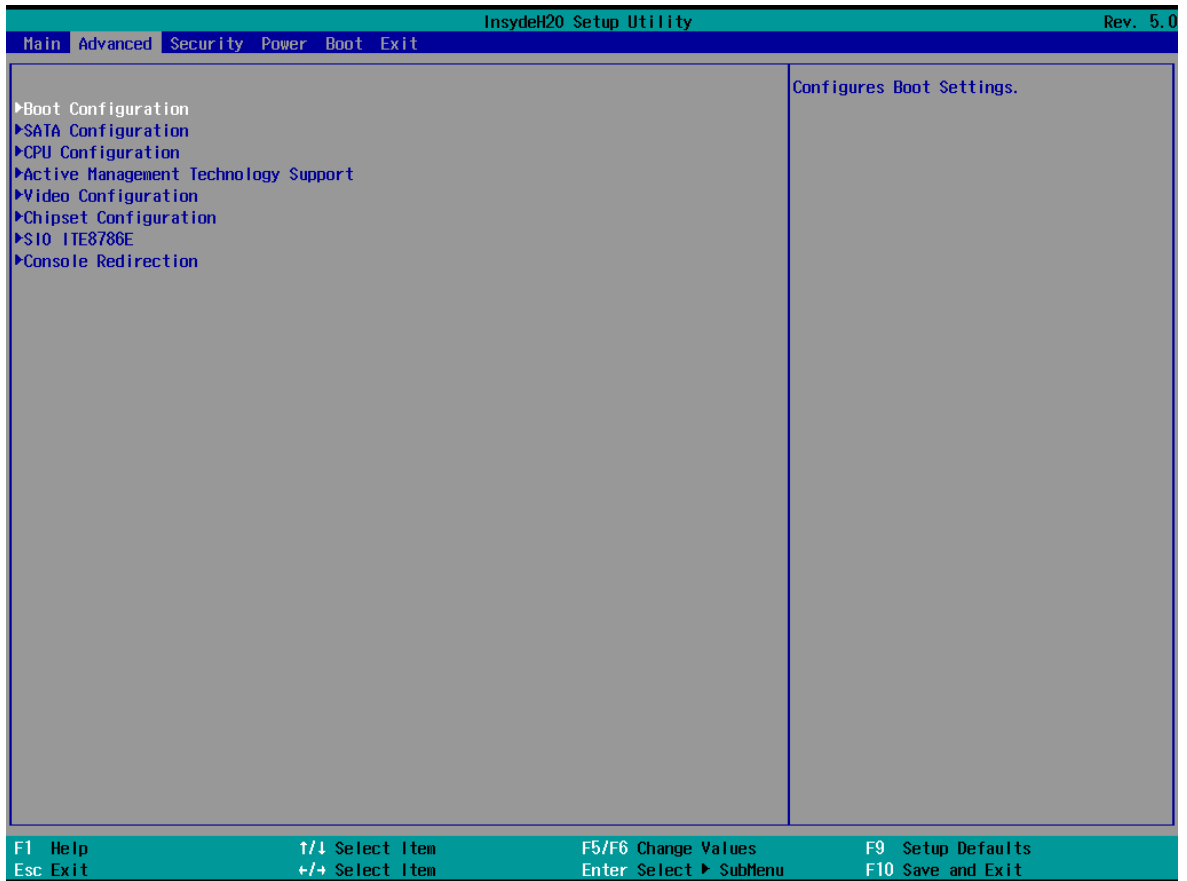 InsydeH20 Setup Utility Rev. 5.0
Main Advanced Security Power Boot Exit
Configures Boot Settings.
▶Boot Configuration
▶SATA Configuration
▶CPU Configuration
▶Active Management Technology Support
▶Video Configuration
▶Chipset Configuration
▶SIO ITE8786E
▶Console Redirection
F1 Help ↑/↓ Select Item F5/F6 Change Values F9 Setup Defaults
Esc Exit ←/→ Select Item Enter Select ▶ SubMenu F10 Save and Exit